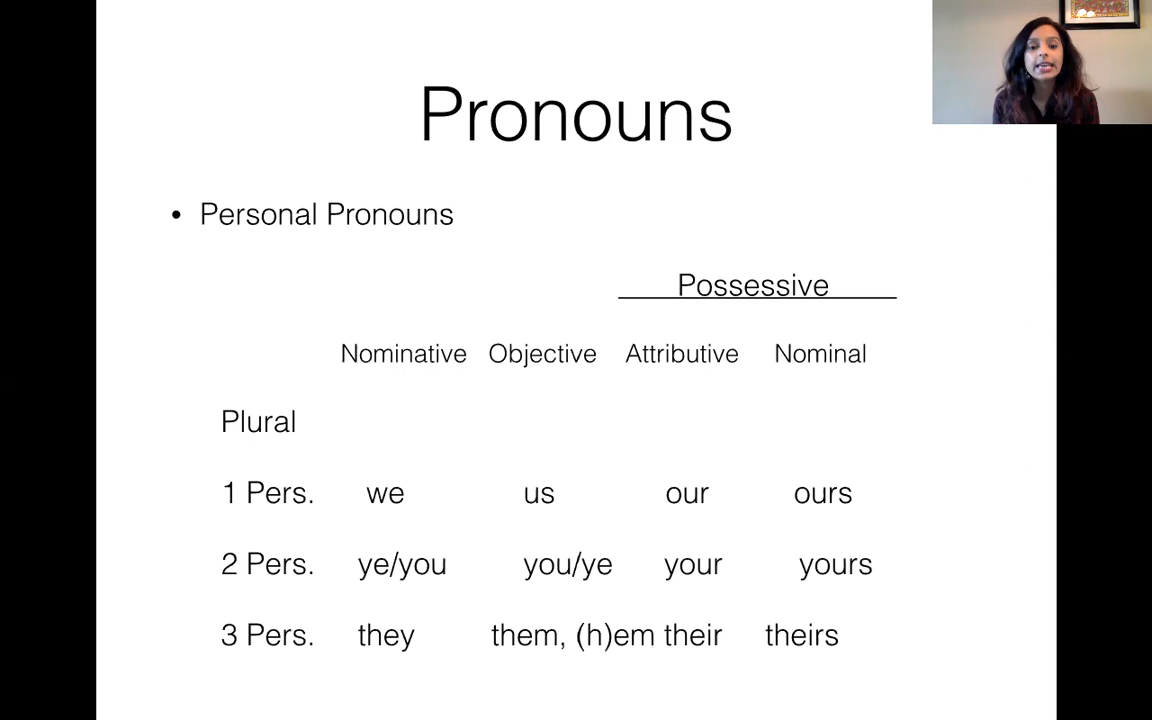 Pronouns
• Personal Pronouns
Possessive
Nominative Objective Attributive Nominal
Plural
1 Pers. we us our ours
2 Pers. ye/you you/ye your yours
3 Pers. they them, (h)em their theirs